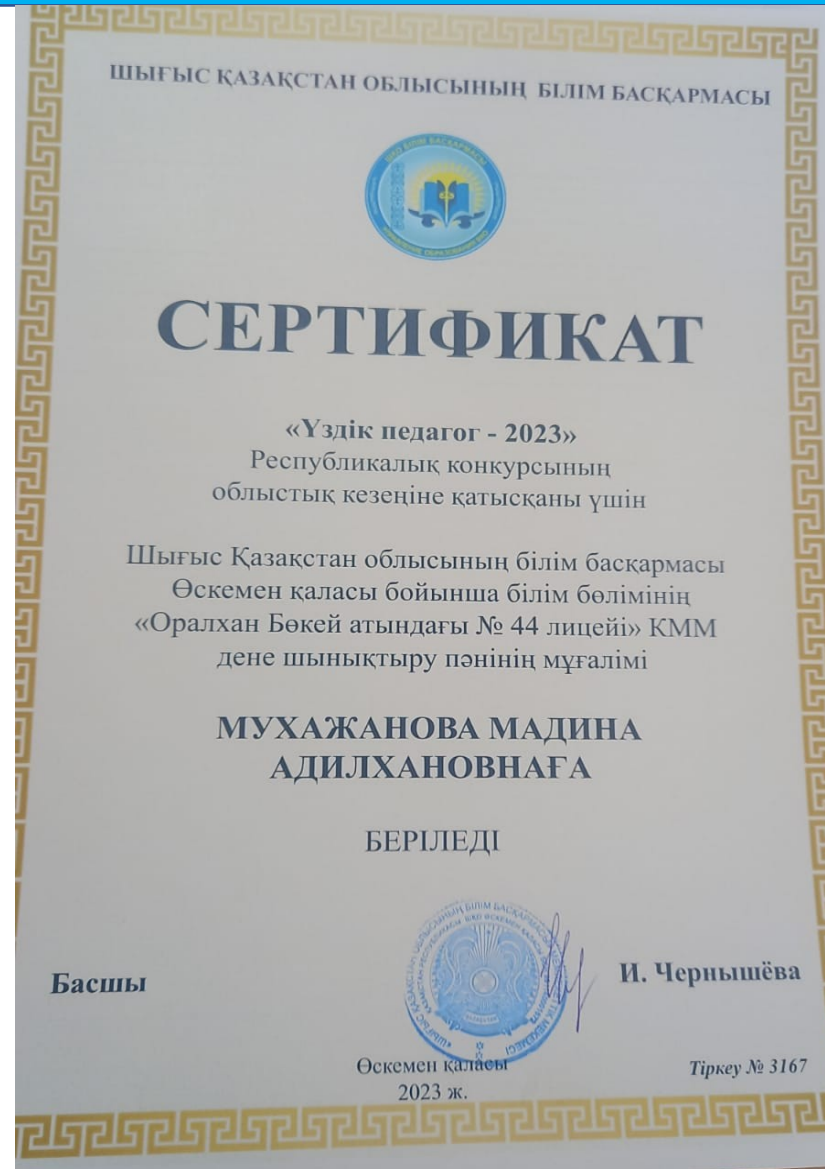 ШЫҒЫС ҚАЗАҚСТАН ОБЛЫСЫНЫҢ БІЛІМ БАСҚАРМАСЫ
СЕРТИФИКАТ
«Үздік педагог - 2023»
Республикалық конкурсының
облыстық кезеңіне қатысқаны үшін
Шығыс Қазақстан облысының білім басқармасы
Өскемен қаласы бойынша білім бөлімінің
«Оралхан Бөкей атындағы № 44 лицейі» КММ
дене шынықтыру пәнінің мұғалімі
МУХАЖАНОВА МАДИНА
АДИЛХАНОВНАҒА
БЕРІЛЕДІ
Басшы
И. Чернышёва
Өскемен қаласы
2023 ж.
Тіркеу № 3167